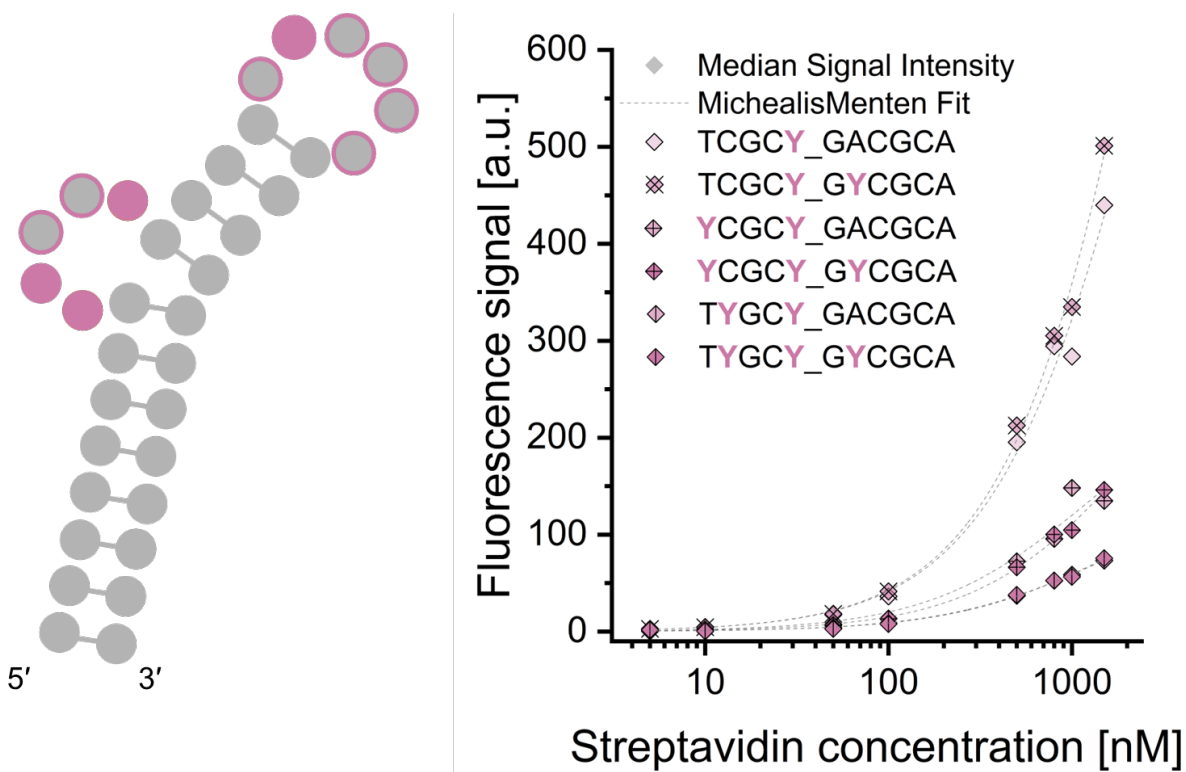 5′
3′
Fluorescence signal [a.u.]
600
500
400
300
200
100
0
Median Signal Intensity
MichealisMenten Fit
TCGCY_GACGCA
TCGCY_GYCGCA
YCGCY_GACGCA
YCGCY_GYCGCA
TYGCY_GACGCA
TYGCY_GYCGCA
10
100
1000
Streptavidin concentration [nM]